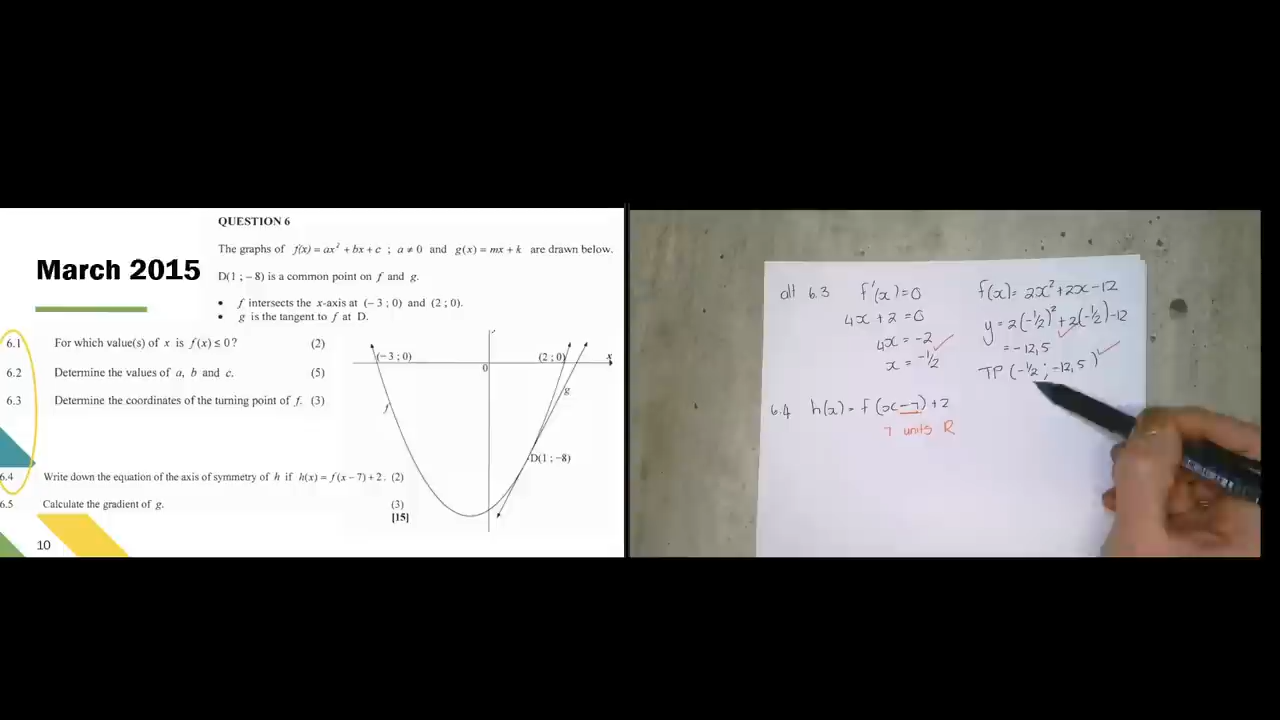 March 2015
QUESTION 6
The graphs of f(x) = ax² + bx + c ; a ≠ 0 and g(x) = mx + k are drawn below.
D(1 ; −8) is a common point on f and g.
• f intersects the x-axis at (−3 ; 0) and (2 ; 0).
• g is the tangent to f at D.
6.1 For which value(s) of x is f(x) ≤ 0? (2)
6.2 Determine the values of a, b and c. (5)
6.3 Determine the coordinates of the turning point of f. (3)
6.4 Write down the equation of the axis of symmetry of h if h(x) = f(x − 7) + 2. (2)
6.5 Calculate the gradient of g. (3)
[15]
(−3 ; 0)
0
(2 ; 0)
x
g
f
D(1 ; −8)
10
alt 6.3 f'(x) = 0
4x + 2 = 0
4x = -2
x = -1/2
f(x) = 2x² + 2x - 12
y = 2(-1/2)² + 2(-1/2) - 12
= -12,5
TP (-1/2 ; -12,5)
6.4 h(x) = f(x - 7) + 2
7 units R